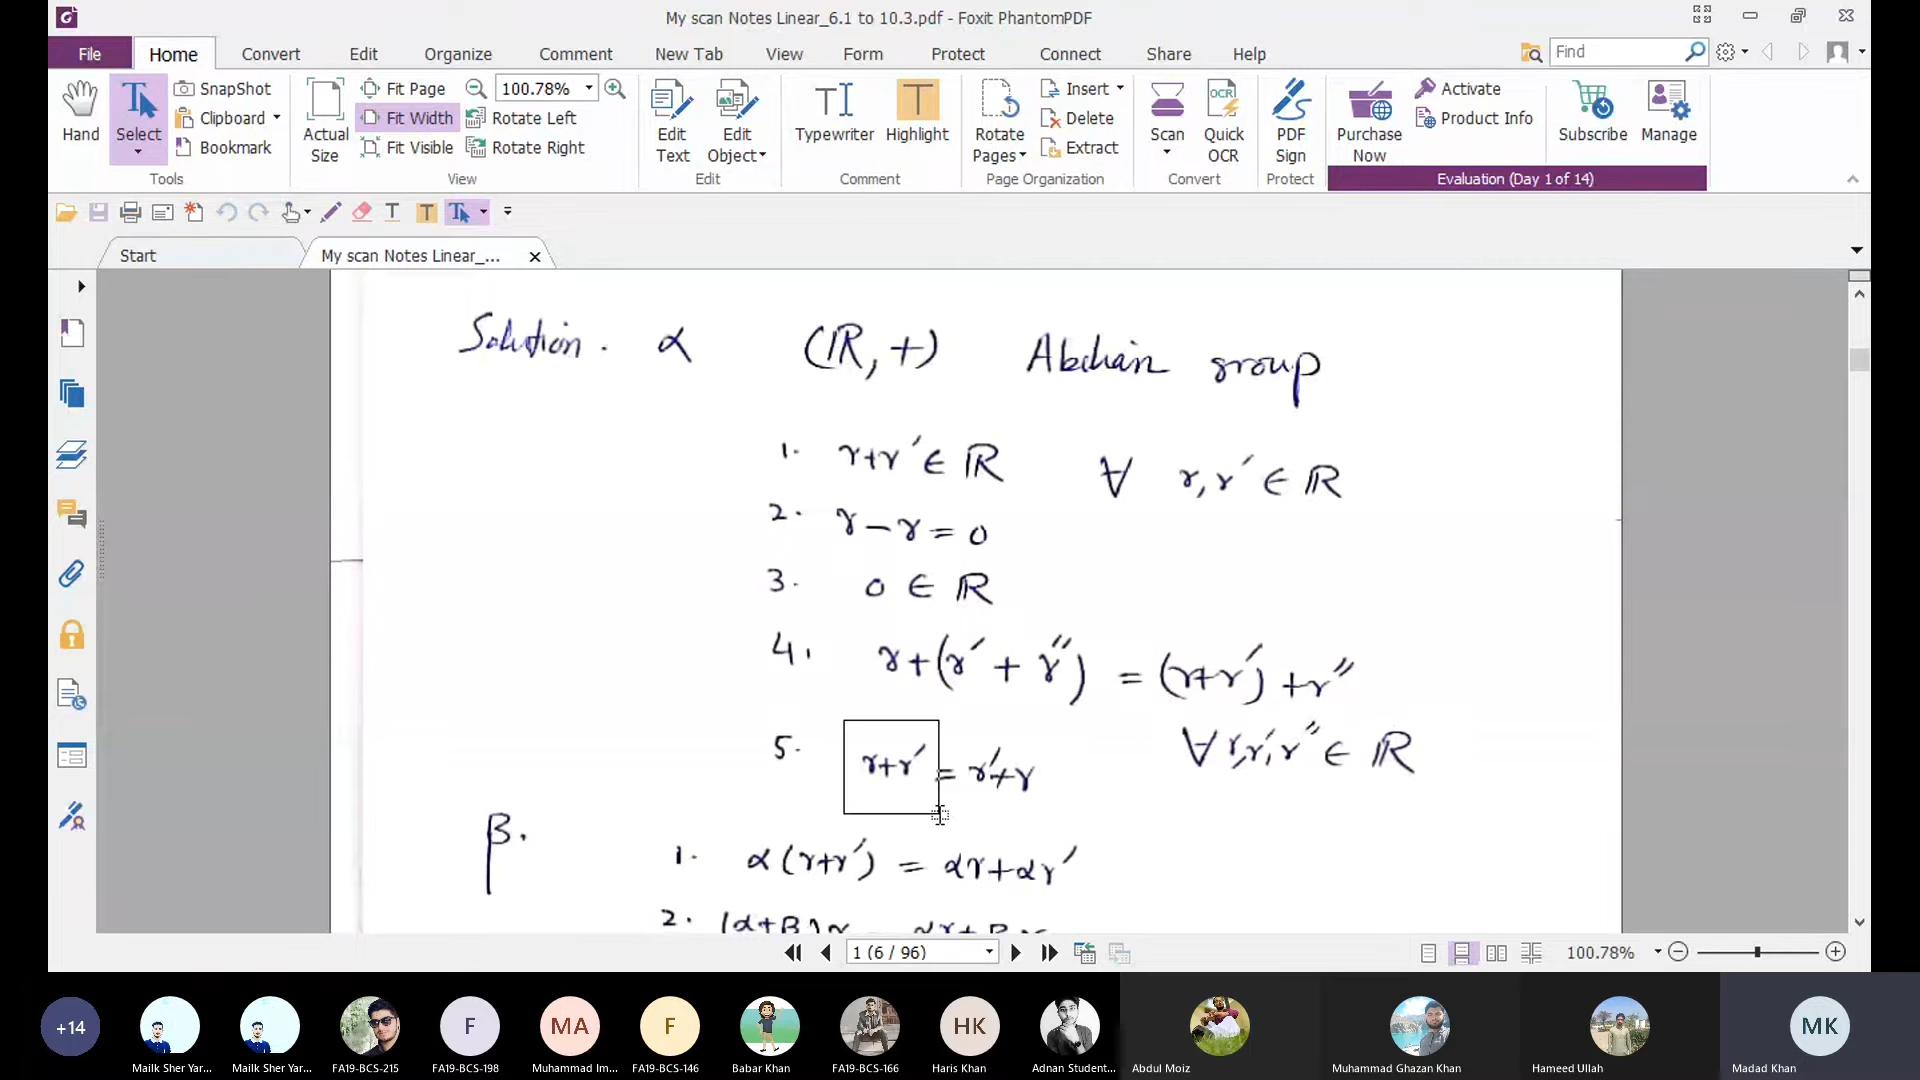 My scan Notes Linear_6.1 to 10.3.pdf - Foxit PhantomPDF
File Home Convert Edit Organize Comment New Tab View Form Protect Connect Share Help Find
Hand
Select
SnapShot
Clipboard
Bookmark
Tools
Actual Size
Fit Page
Fit Width
Fit Visible
100.78%
Rotate Left
Rotate Right
View
Edit Text
Edit Object
Edit
Typewriter
Highlight
Comment
Rotate Pages
Insert
Delete
Extract
Page Organization
Scan
Quick OCR
Convert
PDF Sign
Protect
Purchase Now
Activate
Product Info
Subscribe
Manage
Evaluation (Day 1 of 14)
Start
My scan Notes Linear_...
Solution. α (ℝ, +) Abelian group
1. r+r′ ∈ ℝ ∀ r, r′ ∈ ℝ
2. r − r = 0
3. 0 ∈ ℝ
4. r+(r′ + r″) = (r+r′) + r″
5. r+r′ = r′+r ∀ r, r′, r″ ∈ ℝ
β.
1. α(r+r′) = αr+αr′
2.
1 (6 / 96)
100.78%
+14
Mailk Sher Yar...
Mailk Sher Yar...
FA19-BCS-215
F
FA19-BCS-198
MA
Muhammad Im...
F
FA19-BCS-146
Babar Khan
FA19-BCS-166
HK
Haris Khan
Adnan Student...
Abdul Moiz
Muhammad Ghazan Khan
Hameed Ullah
MK
Madad Khan